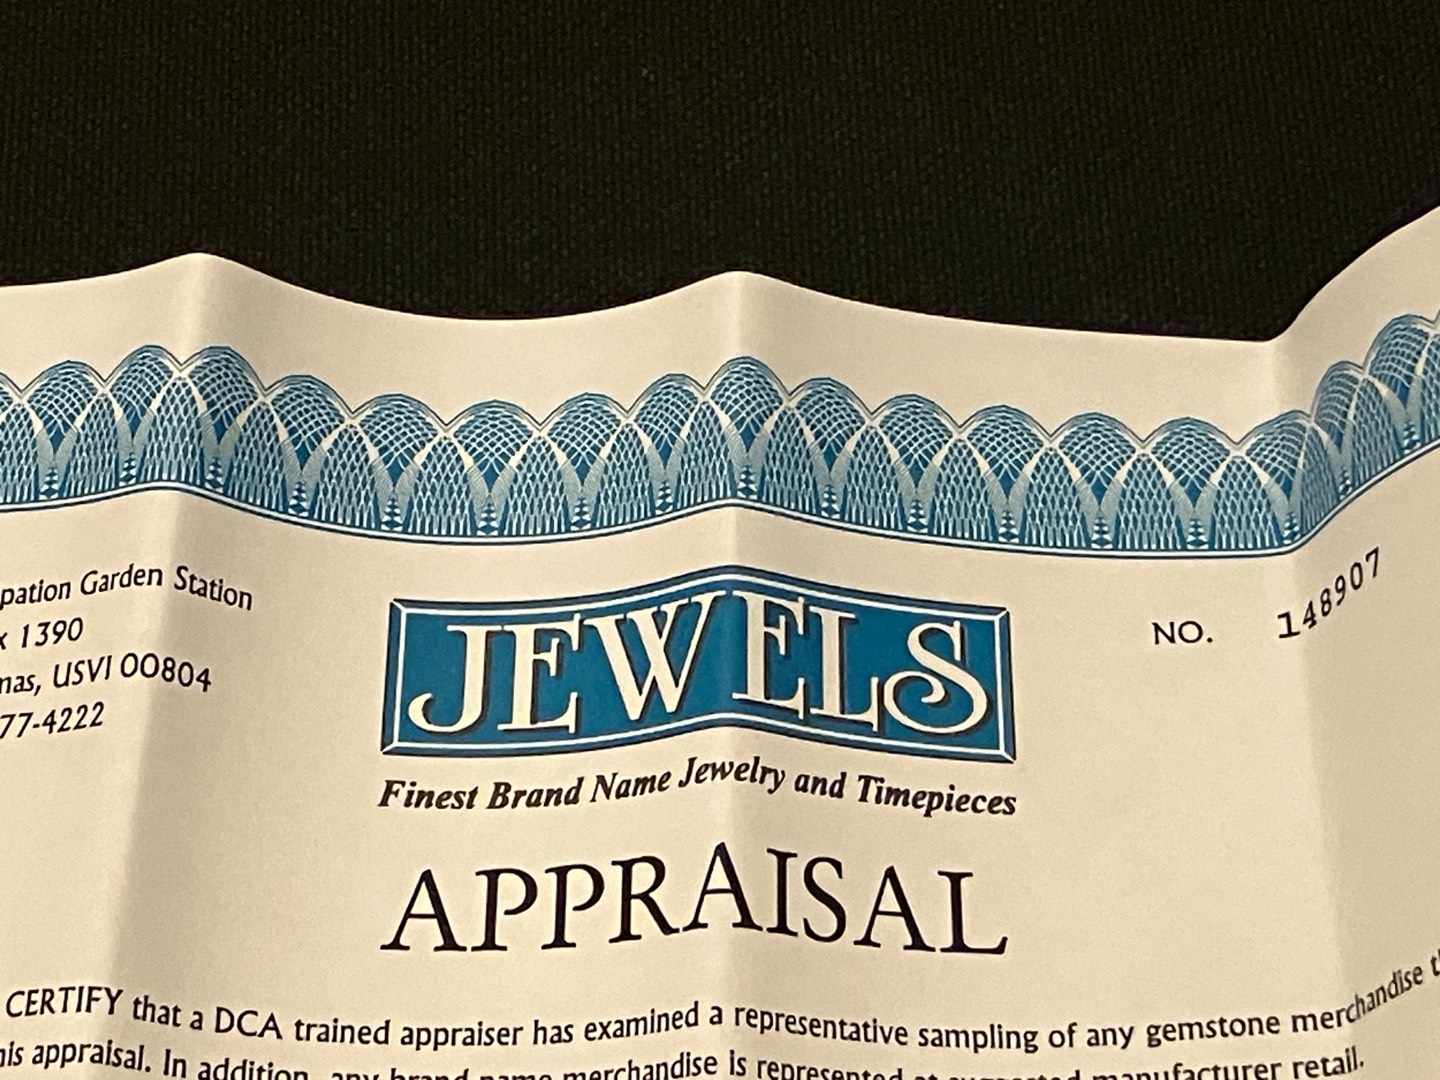 pation Garden Station
x 1390
mas, USVI 00804
77-4222
JEWELS
Finest Brand Name Jewelry and Timepieces
NO. 148907
APPRAISAL
CERTIFY that a DCA trained appraiser has examined a representative sampling of any gemstone merchandise
his appraisal. In addition, any brand name merchandise is represented at suggested manufacturer retail.